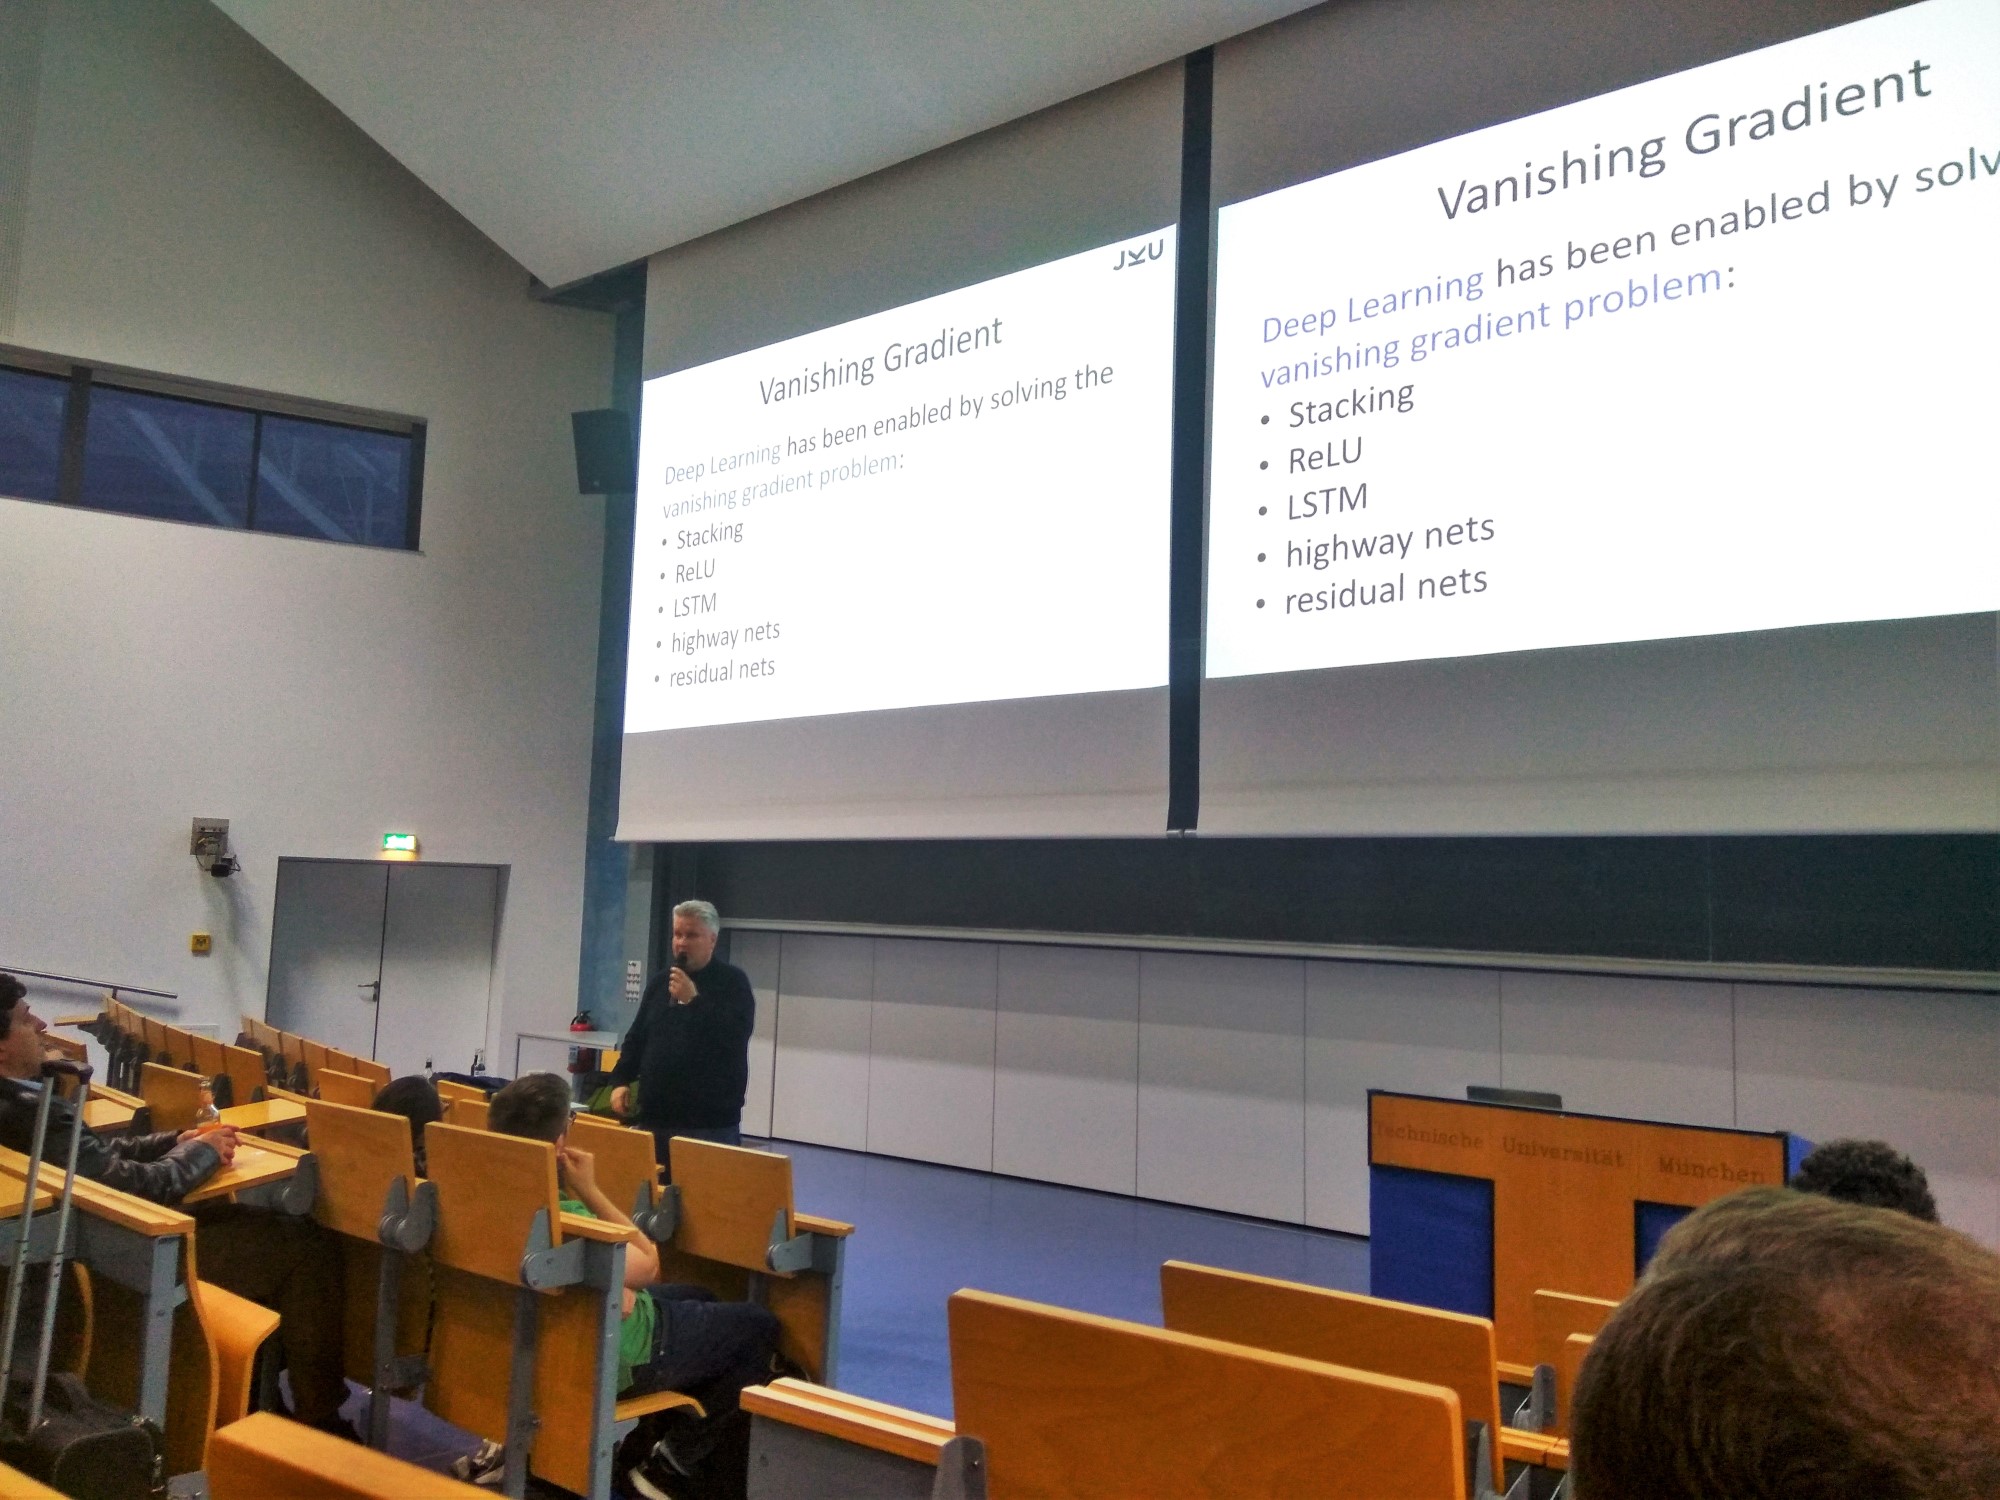 JKU
Vanishing Gradient
Deep Learning has been enabled by solving the
vanishing gradient problem:
• Stacking
• ReLU
• LSTM
• highway nets
• residual nets
Vanishing Gradient
Deep Learning has been enabled by solv
vanishing gradient problem:
• Stacking
• ReLU
• LSTM
• highway nets
• residual nets
Technische Universität München